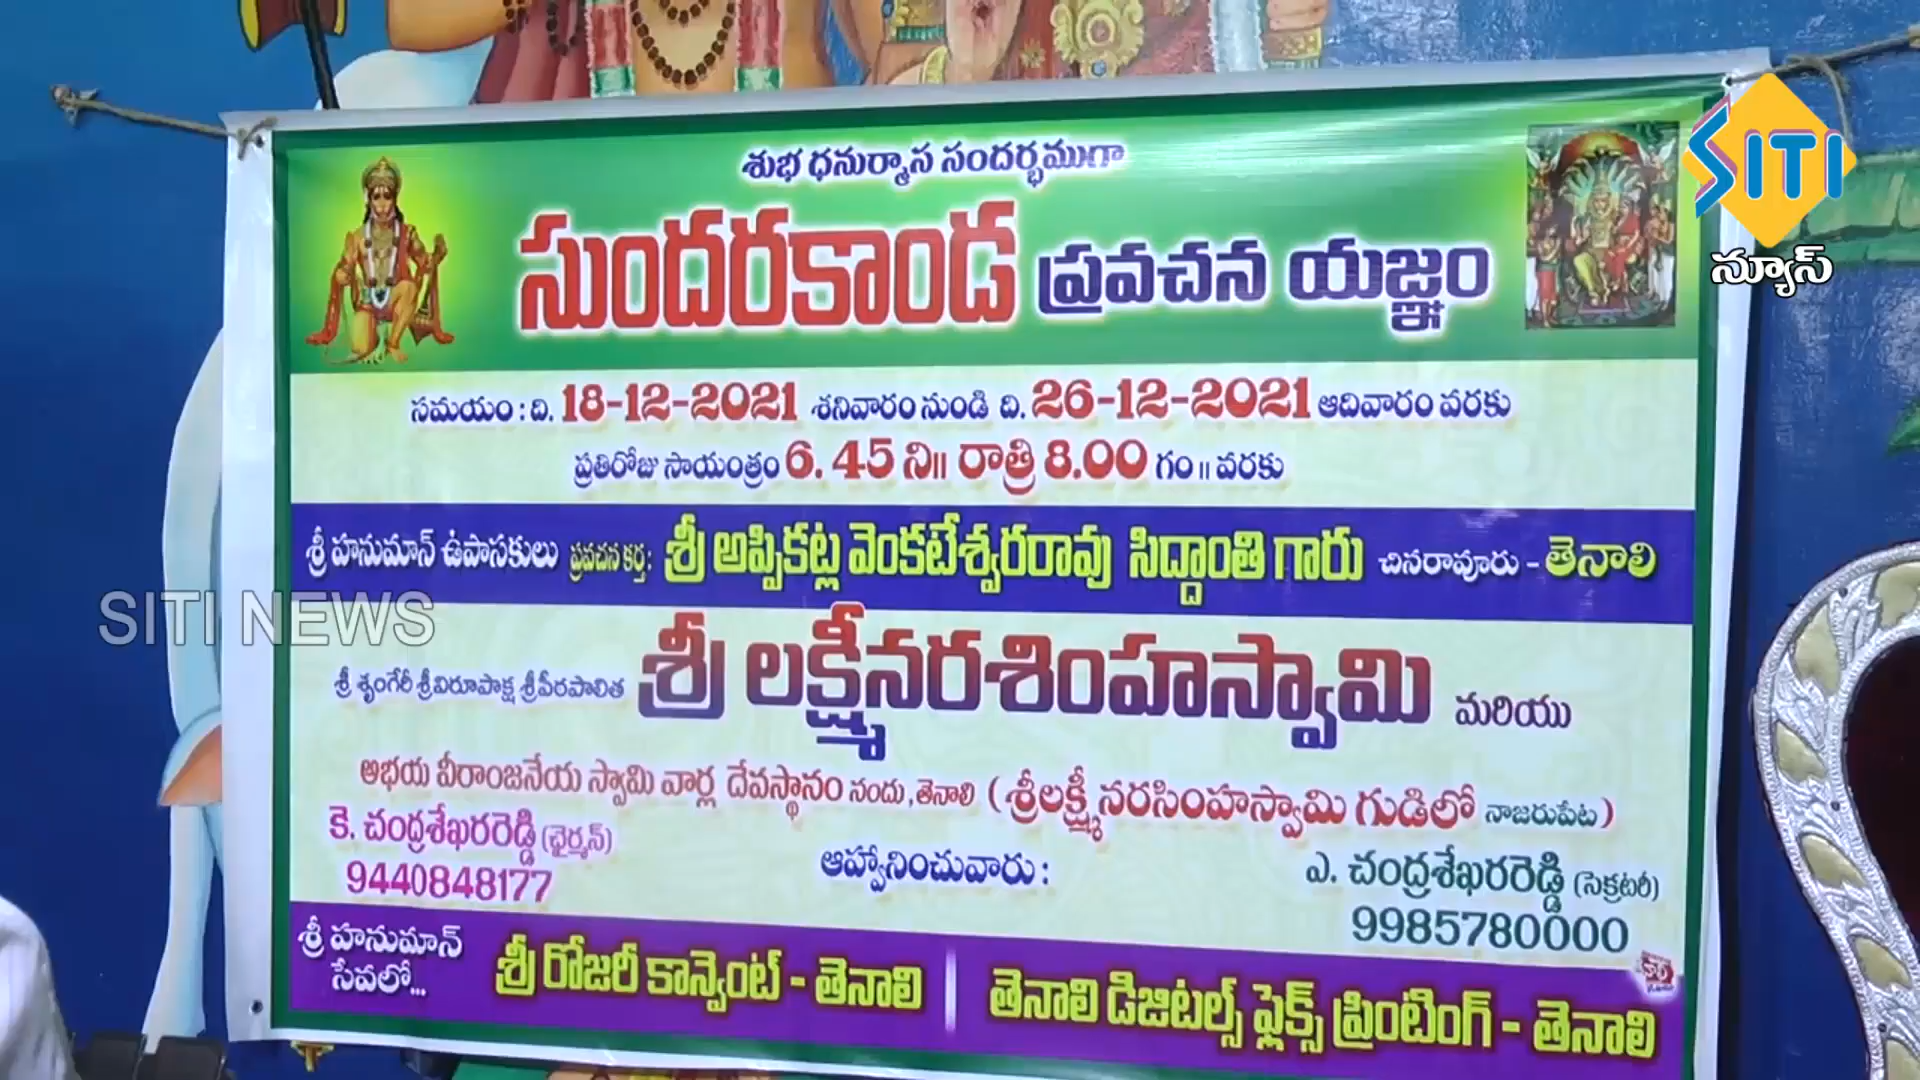 శుభ ధనుర్మాస సందర్భముగా
సుందరకాండ ప్రవచన యజ్ఞం
SITI
న్యూస్
సమయం : ది. 18-12-2021 శనివారం నుండి ది. 26-12-2021 ఆదివారం వరకు
ప్రతిరోజు సాయంత్రం 6. 45 ని॥ రాత్రి 8.00 గం॥ వరకు
శ్రీ హనుమాన్ ఉపాసకులు ప్రవచన కర్త: శ్రీ అప్పికట్ల వెంకటేశ్వరరావు సిద్దాంతి గారు చినరావూరు - తెనాలి
SITI NEWS
శ్రీ శృంగేరీ శ్రీవిరూపాక్ష శ్రీపీఠపాలిత శ్రీ లక్ష్మీనరశింహస్వామి మరియు
అభయ వీరాంజనేయ స్వామి వార్ల దేవస్థానం నందు, తెనాలి ( శ్రీలక్ష్మీనరసింహస్వామి గుడిలో నాజరుపేట )
కె. చంద్రశేఖరరెడ్డి (ఛైర్మన్)
9440848177
ఆహ్వానించువారు :
ఎ. చంద్రశేఖరరెడ్డి (సెక్రటరీ)
9985780000
శ్రీ హనుమాన్
సేవలో...
శ్రీ రోజరీ కాన్వెంట్ - తెనాలి
తెనాలి డిజిటల్స్ ఫ్లెక్స్ ప్రింటింగ్ - తెనాలి